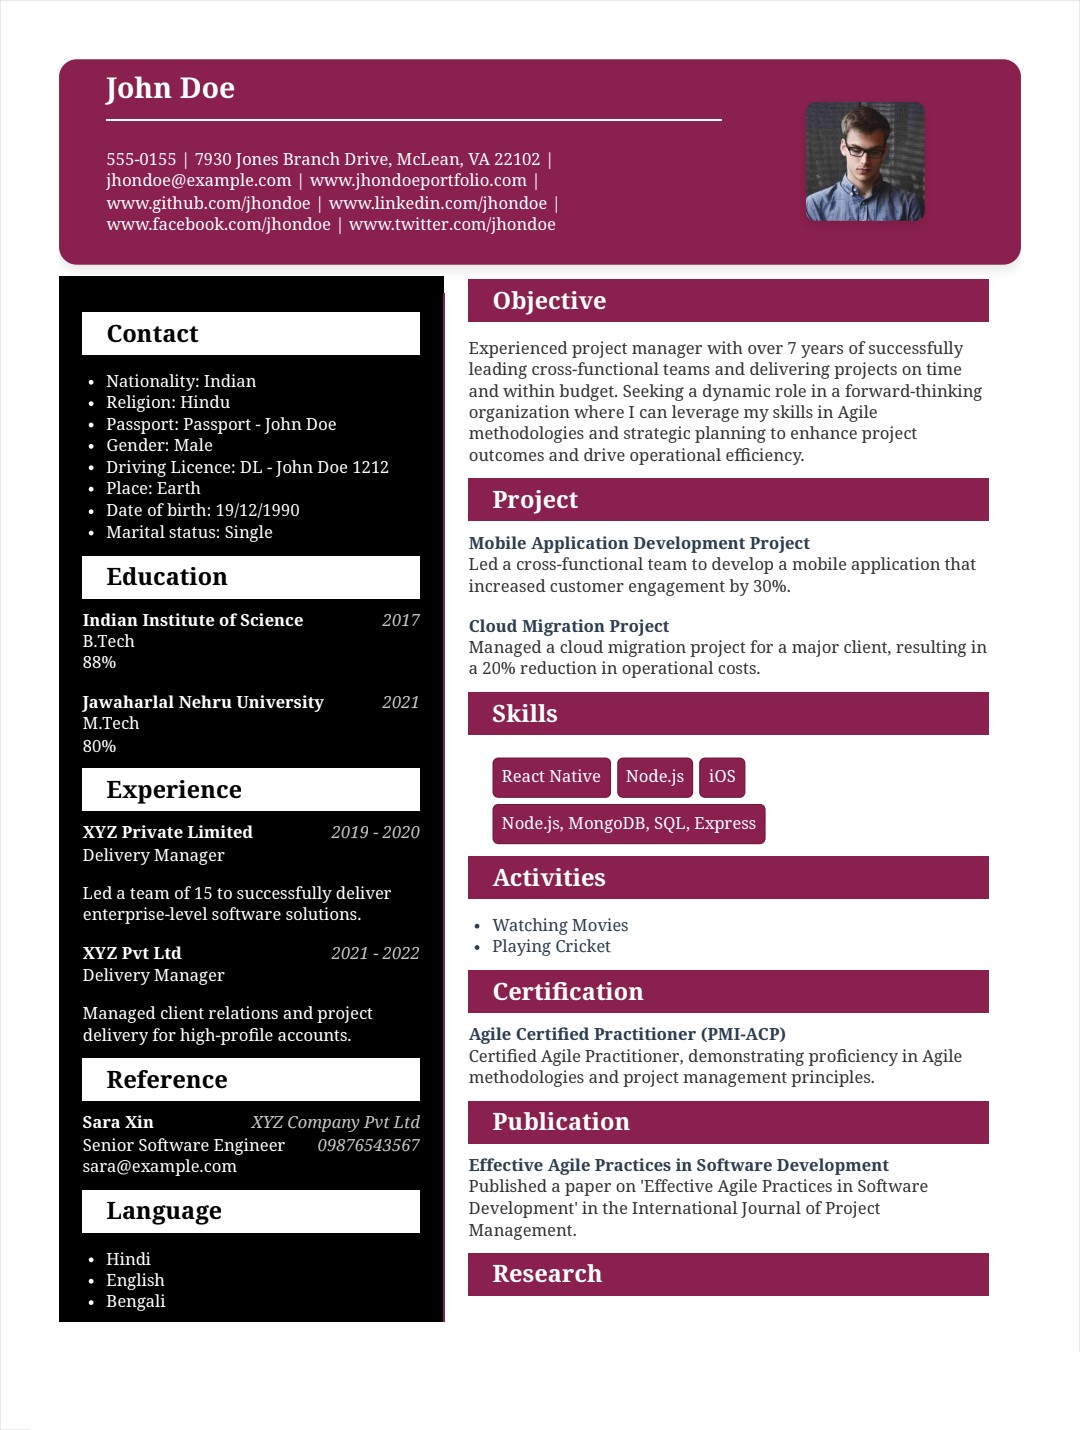 John Doe
555-0155 | 7930 Jones Branch Drive, McLean, VA 22102 |
jhondoe@example.com | www.jhondoeportfolio.com |
www.github.com/jhondoe | www.linkedin.com/jhondoe |
www.facebook.com/jhondoe | www.twitter.com/jhondoe
Contact
• Nationality: Indian
• Religion: Hindu
• Passport: Passport - John Doe
• Gender: Male
• Driving Licence: DL - John Doe 1212
• Place: Earth
• Date of birth: 19/12/1990
• Marital status: Single
Education
Indian Institute of Science 2017
B.Tech
88%
Jawaharlal Nehru University 2021
M.Tech
80%
Experience
XYZ Private Limited 2019 - 2020
Delivery Manager
Led a team of 15 to successfully deliver
enterprise-level software solutions.
XYZ Pvt Ltd 2021 - 2022
Delivery Manager
Managed client relations and project
delivery for high-profile accounts.
Reference
Sara Xin XYZ Company Pvt Ltd
Senior Software Engineer 09876543567
sara@example.com
Language
• Hindi
• English
• Bengali
Objective
Experienced project manager with over 7 years of successfully
leading cross-functional teams and delivering projects on time
and within budget. Seeking a dynamic role in a forward-thinking
organization where I can leverage my skills in Agile
methodologies and strategic planning to enhance project
outcomes and drive operational efficiency.
Project
Mobile Application Development Project
Led a cross-functional team to develop a mobile application that
increased customer engagement by 30%.
Cloud Migration Project
Managed a cloud migration project for a major client, resulting in
a 20% reduction in operational costs.
Skills
React Native Node.js iOS
Node.js, MongoDB, SQL, Express
Activities
• Watching Movies
• Playing Cricket
Certification
Agile Certified Practitioner (PMI-ACP)
Certified Agile Practitioner, demonstrating proficiency in Agile
methodologies and project management principles.
Publication
Effective Agile Practices in Software Development
Published a paper on 'Effective Agile Practices in Software
Development' in the International Journal of Project
Management.
Research